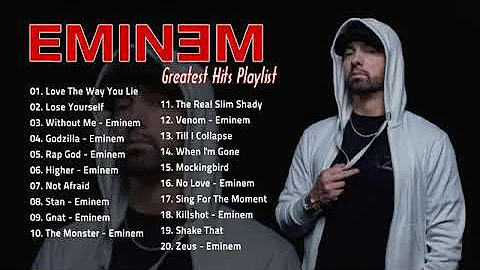 EMINƎM
Greatest Hits Playlist
01. Love The Way You Lie
02. Lose Yourself
03. Without Me - Eminem
04. Godzilla - Eminem
05. Rap God - Eminem
06. Higher - Eminem
07. Not Afraid
08. Stan - Eminem
09. Gnat - Eminem
10. The Monster - Eminem
11. The Real Slim Shady
12. Venom - Eminem
13. Till I Collapse
14. When I'm Gone
15. Mockingbird
16. No Love - Eminem
17. Sing For The Moment
18. Killshot - Eminem
19. Shake That
20. Zeus - Eminem